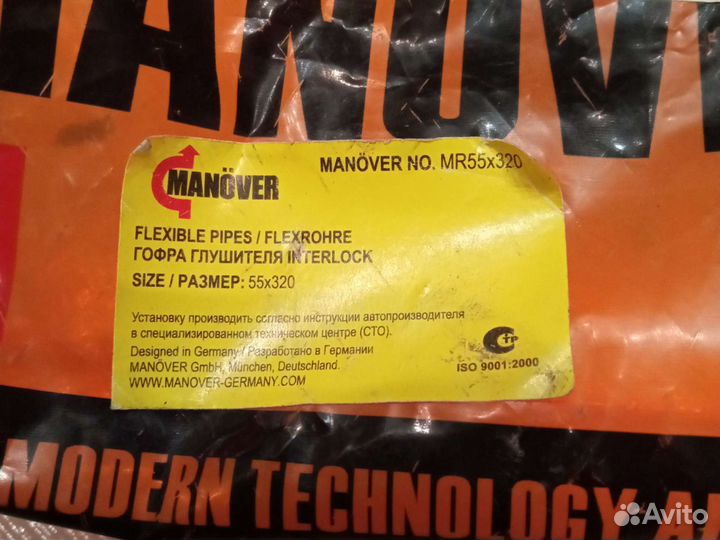 MANÖV
MANÖVER
MANÖVER NO. MR55x320
FLEXIBLE PIPES / FLEXROHRE
ГОФРА ГЛУШИТЕЛЯ INTERLOCK
SIZE / РАЗМЕР: 55x320
Установку производить согласно инструкции автопроизводителя
в специализированном техническом центре (СТО).
Designed in Germany / Разработано в Германии
MANÖVER GmbH, München, Deutschland.
WWW.MANOVER-GERMANY.COM
СТР
ISO 9001:2000
MODERN TECHNOLOGY
Avito